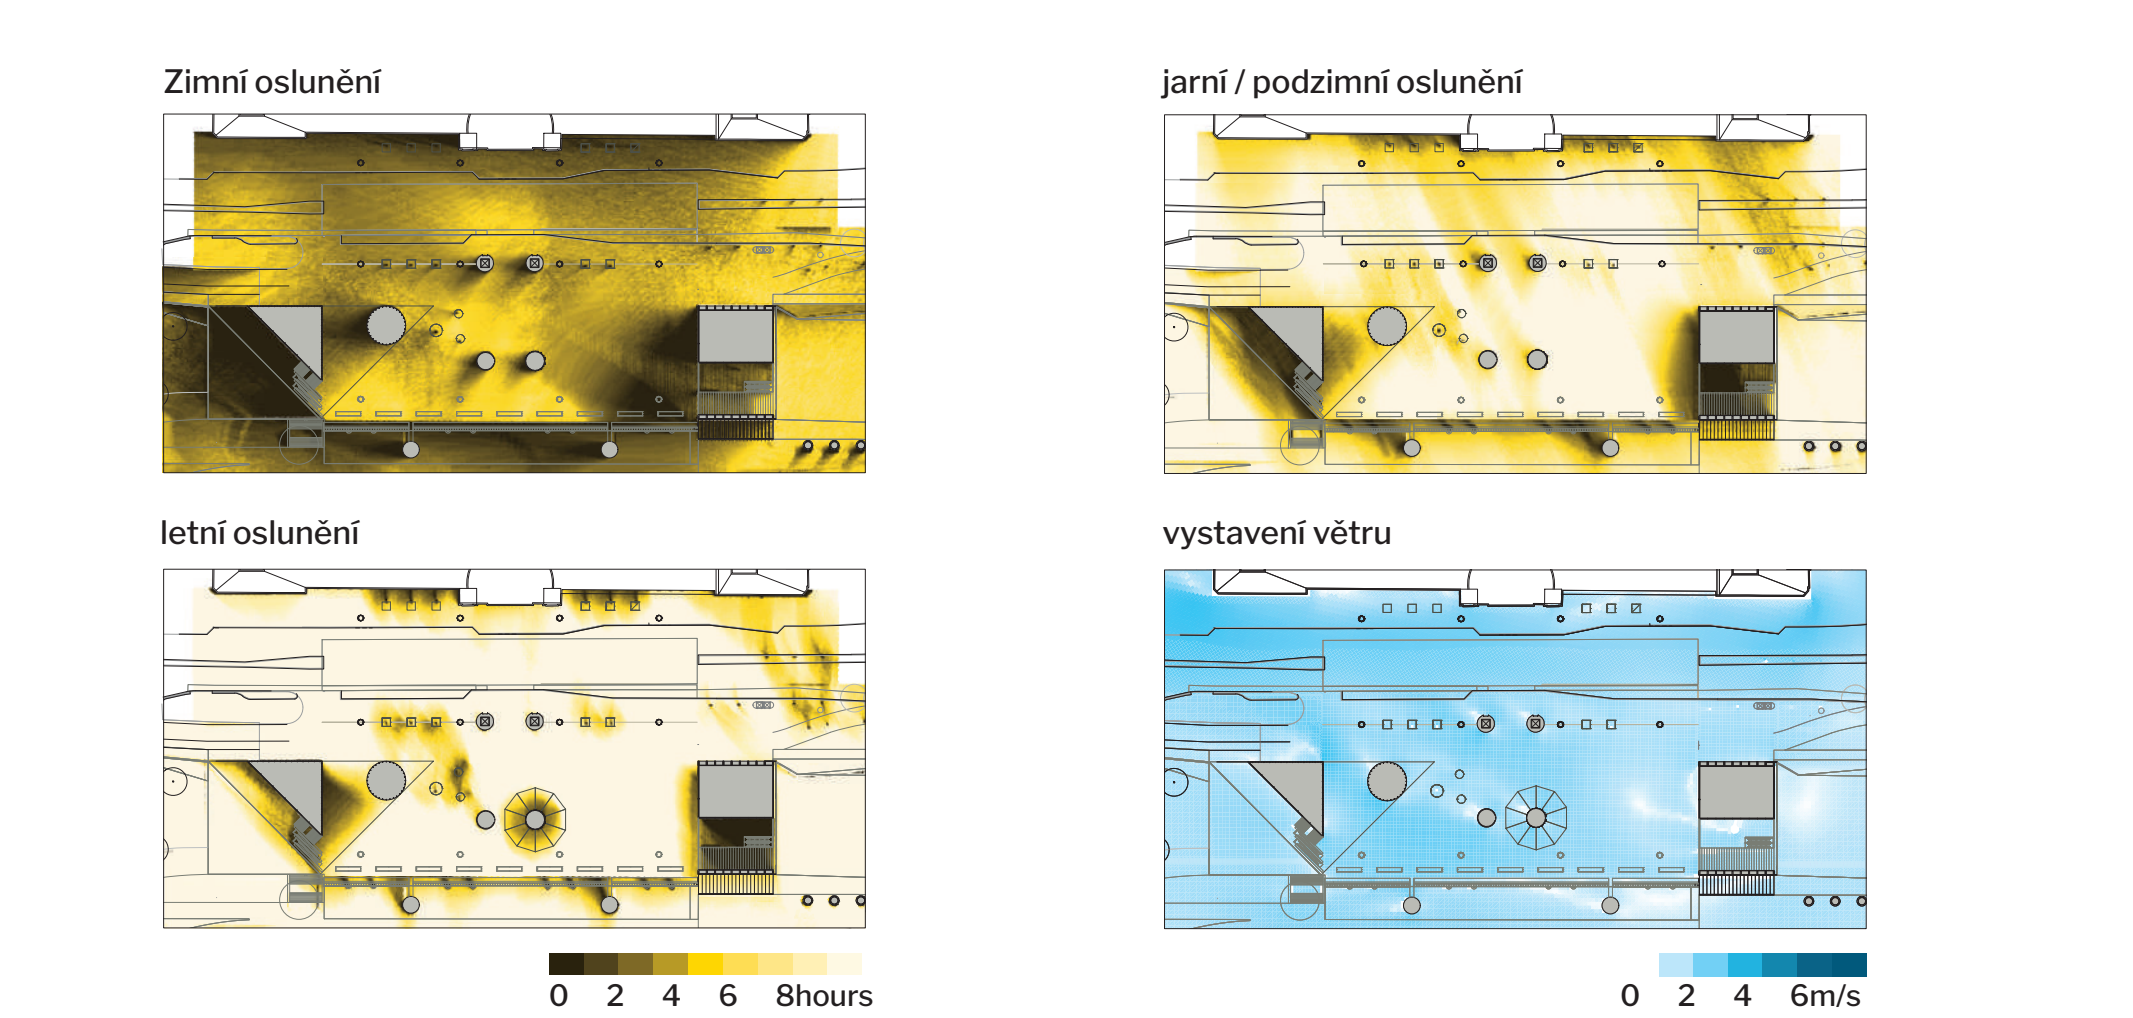 Zimní oslunění
jarní / podzimní oslunění
letní oslunění
vystavení větru
0 2 4 6 8hours
0 2 4 6m/s